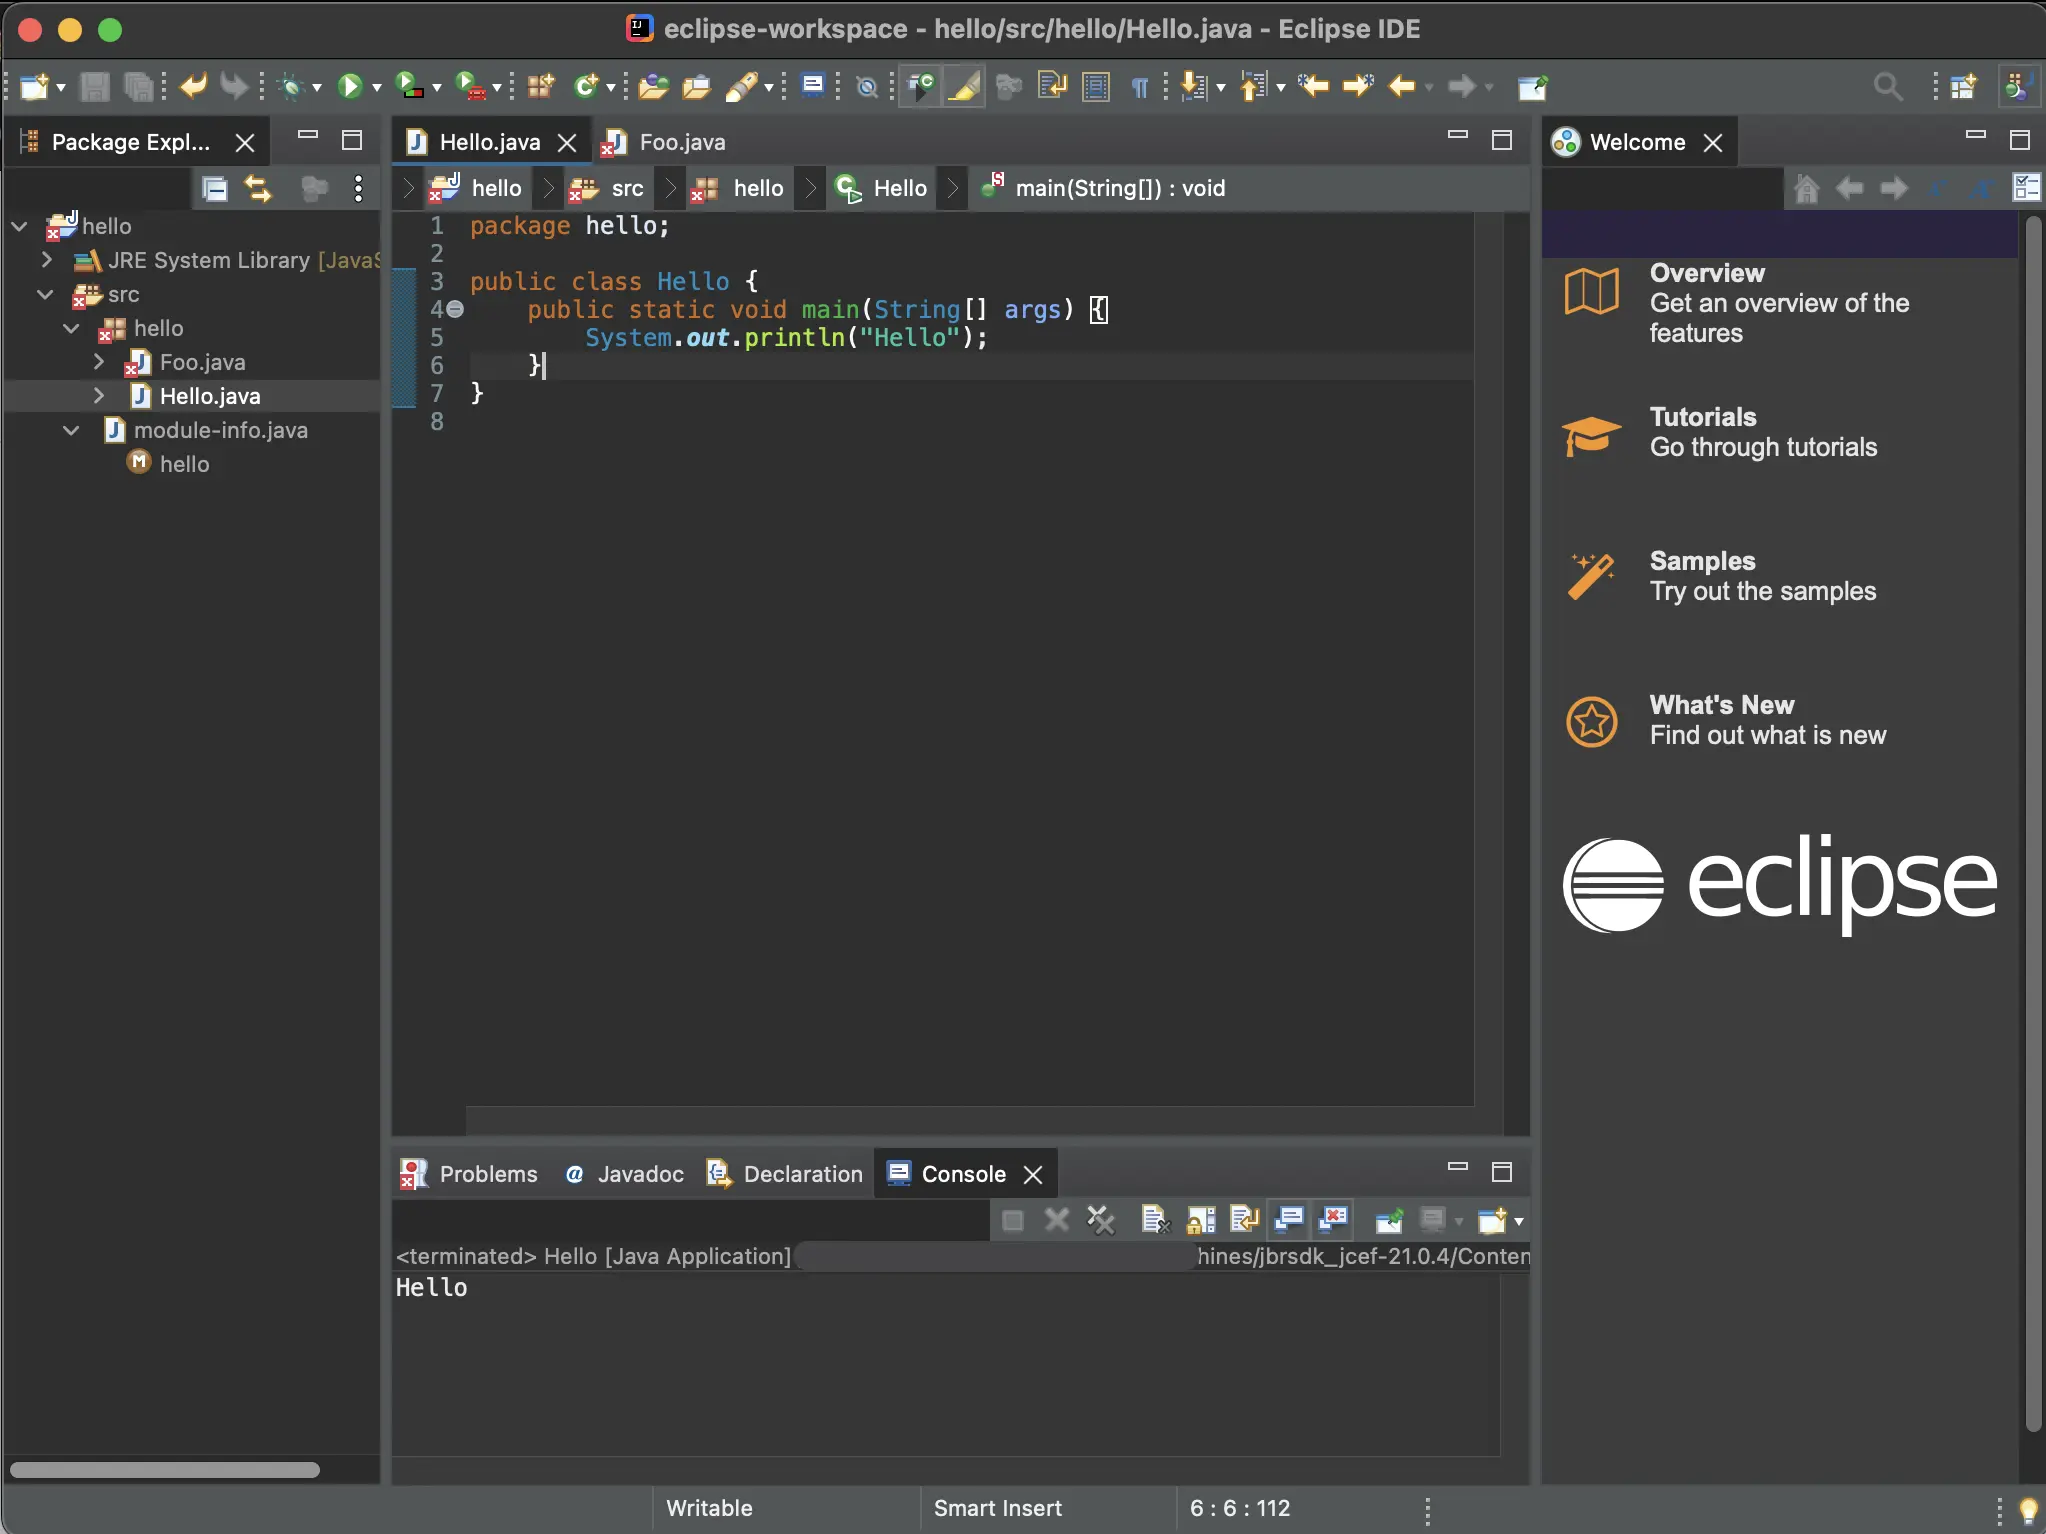 eclipse-workspace - hello/src/hello/Hello.java - Eclipse IDE
Package Expl...
hello
JRE System Library [JavaS
src
hello
Foo.java
Hello.java
module-info.java
hello
Hello.java
Foo.java
hello
src
hello
Hello
main(String[]) : void
1 package hello;
2
3 public class Hello {
4 public static void main(String[] args) {
5 System.out.println("Hello");
6 }
7 }
8
Problems
Javadoc
Declaration
Console
<terminated> Hello [Java Application]
hines/jbrsdk_jcef-21.0.4/Conten
Hello
Welcome
Overview
Get an overview of the
features
Tutorials
Go through tutorials
Samples
Try out the samples
What's New
Find out what is new
eclipse
Writable
Smart Insert
6 : 6 : 112